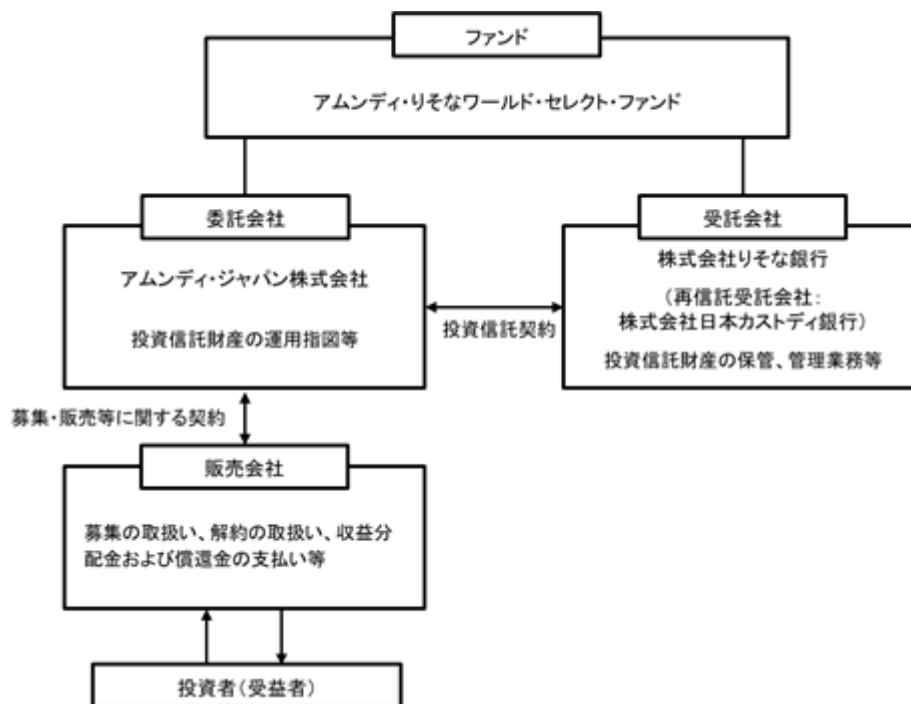 ファンド
アムンディ・りそなワールド・セレクト・ファンド
委託会社
アムンディ・ジャパン株式会社
投資信託財産の運用指図等
投資信託契約
受託会社
株式会社りそな銀行
（再信託受託会社：
株式会社日本カストディ銀行）
投資信託財産の保管、管理業務等
募集・販売等に関する契約
販売会社
募集の取扱い、解約の取扱い、収益分
配金および償還金の支払い等
投資者（受益者）